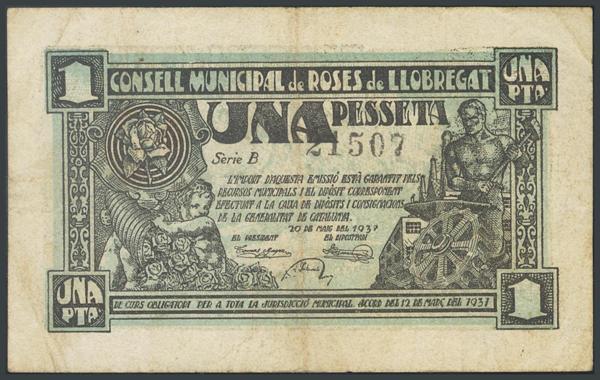 1 CONSELL MUNICIPAL de ROSES de LLOBREGAT UNA PTA.
UNA PESSETA
Sèrie B 21507
L'IMPORT D'AQUESTA EMISSIÓ ESTÀ GARANTIT PELS
RECURSOS MUNICIPALS I EL DIPÒSIT CORRESPONENT
EFECTUAT A LA CAIXA DE DIPÒSITS I CONSIGNACIONS
DE LA GENERALITAT DE CATALUNYA.
20 DE MAIG DEL 1937
EL PRESIDENT EL DIPOSITARI
UNA PTA. 1
DE CURS OBLIGATORI PER A TOTA LA JURISDICCIÓ MUNICIPAL. ACORD DEL 12 DE MARÇ DEL 1937